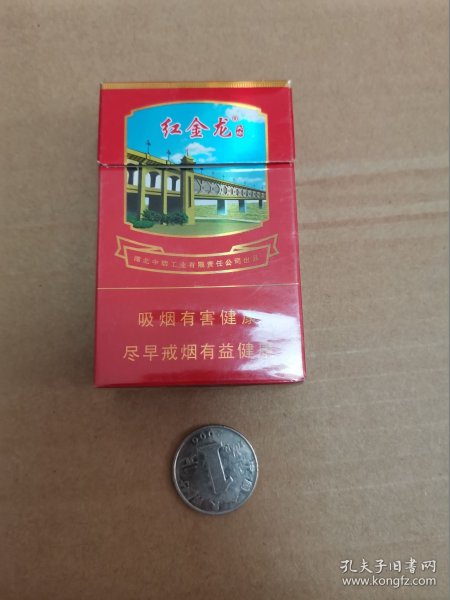 红金龙®
湖北中烟工业有限责任公司出品
吸烟有害健康
尽早戒烟有益健康
1
孔夫子旧书网
www.kongfz.com